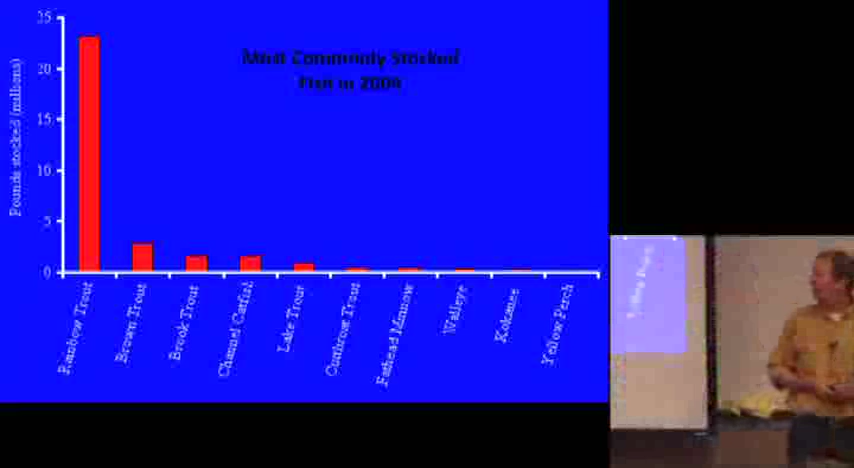 Most Commonly Stocked
Fish in 2004
Pounds stocked (millions)
25
20
15
10
5
0
Rainbow Trout
Brown Trout
Brook Trout
Channel Catfish
Lake Trout
Cutthroat Trout
Fathead Minnow
Walleye
Kokanee
Yellow Perch